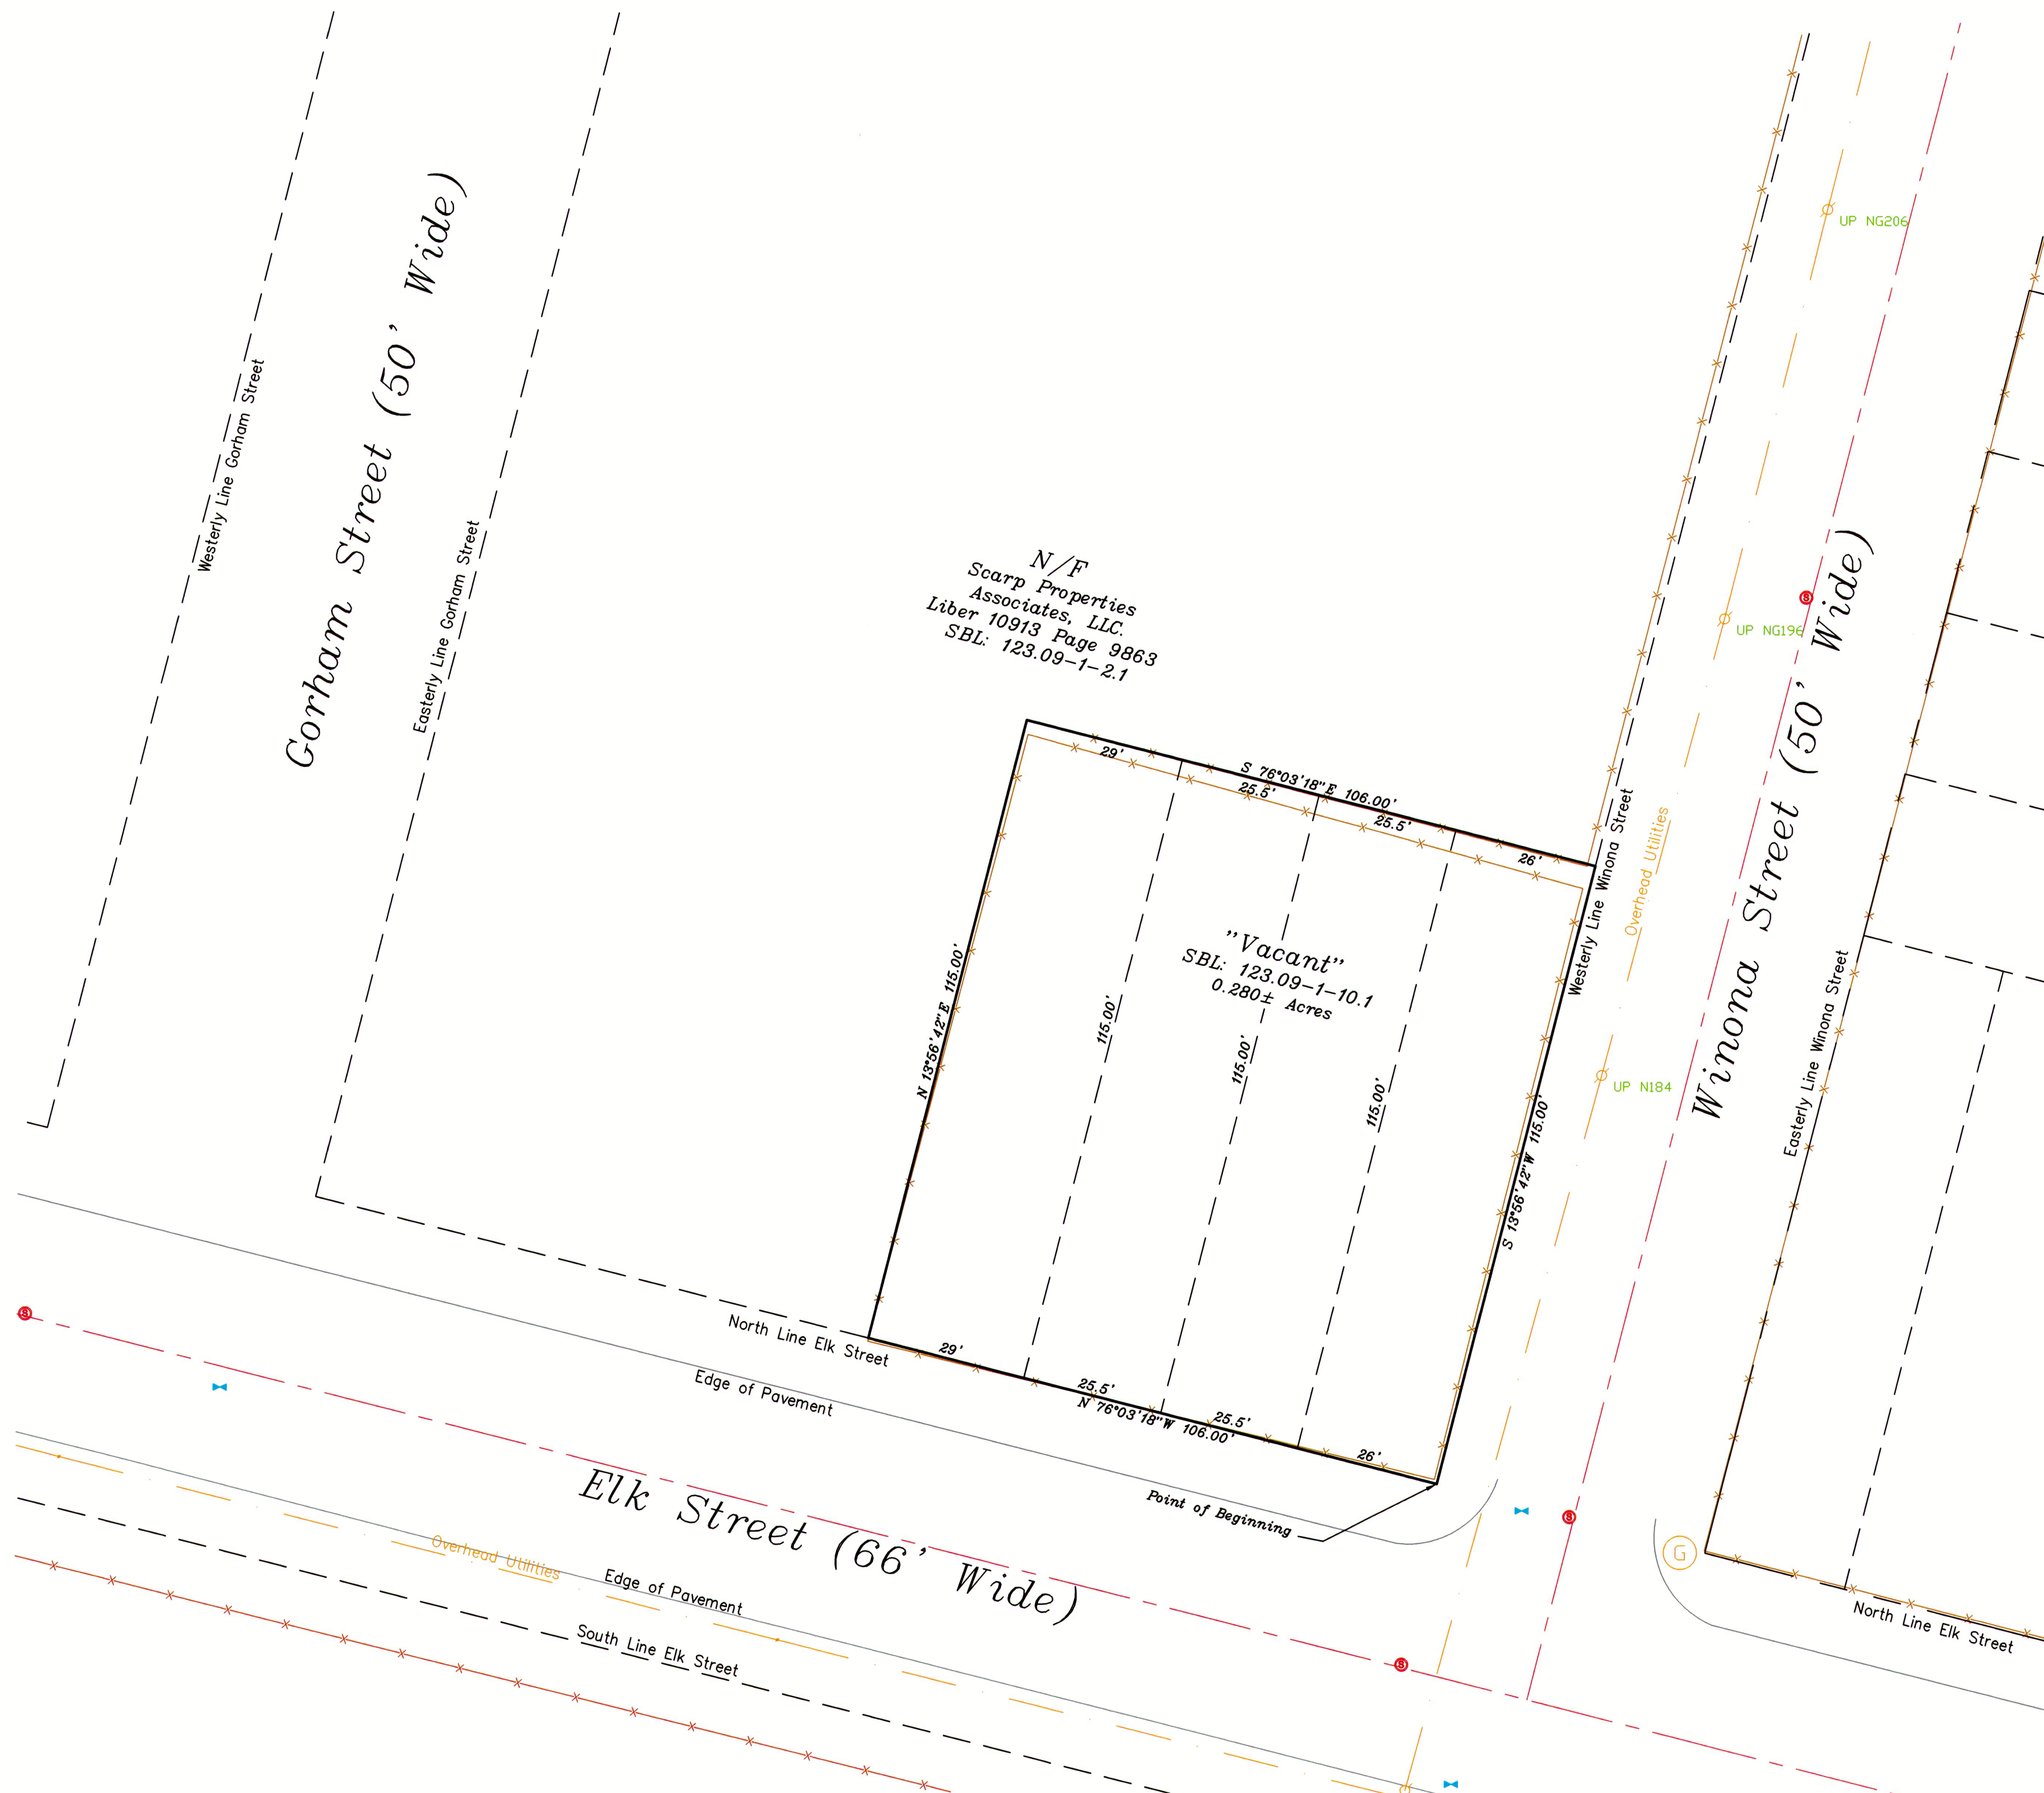 Gorham Street (50' Wide)
Westerly Line Gorham Street
Easterly Line Gorham Street
UP NG206
N/F
Scarp Properties
Associates, LLC.
Liber 10913 Page 9863
SBL: 123.09-1-2.1
UP NG196
Winona Street (50' Wide)
S 76°03'18"E 106.00'
29'
25.5'
25.5'
26'
Westerly Line Winona Street
Overhead Utilities
"Vacant"
SBL: 123.09-1-10.1
0.280± Acres
N 13°56'42"E 115.00'
115.00'
115.00'
115.00'
S 13°56'42"W 115.00'
UP N184
Easterly Line Winona Street
North Line Elk Street
29'
25.5'
25.5'
26'
N 76°03'18"W 106.00'
Edge of Pavement
Point of Beginning
Elk Street (66' Wide)
Overhead Utilities
Edge of Pavement
South Line Elk Street
G
North Line Elk Street
S
S
S
S